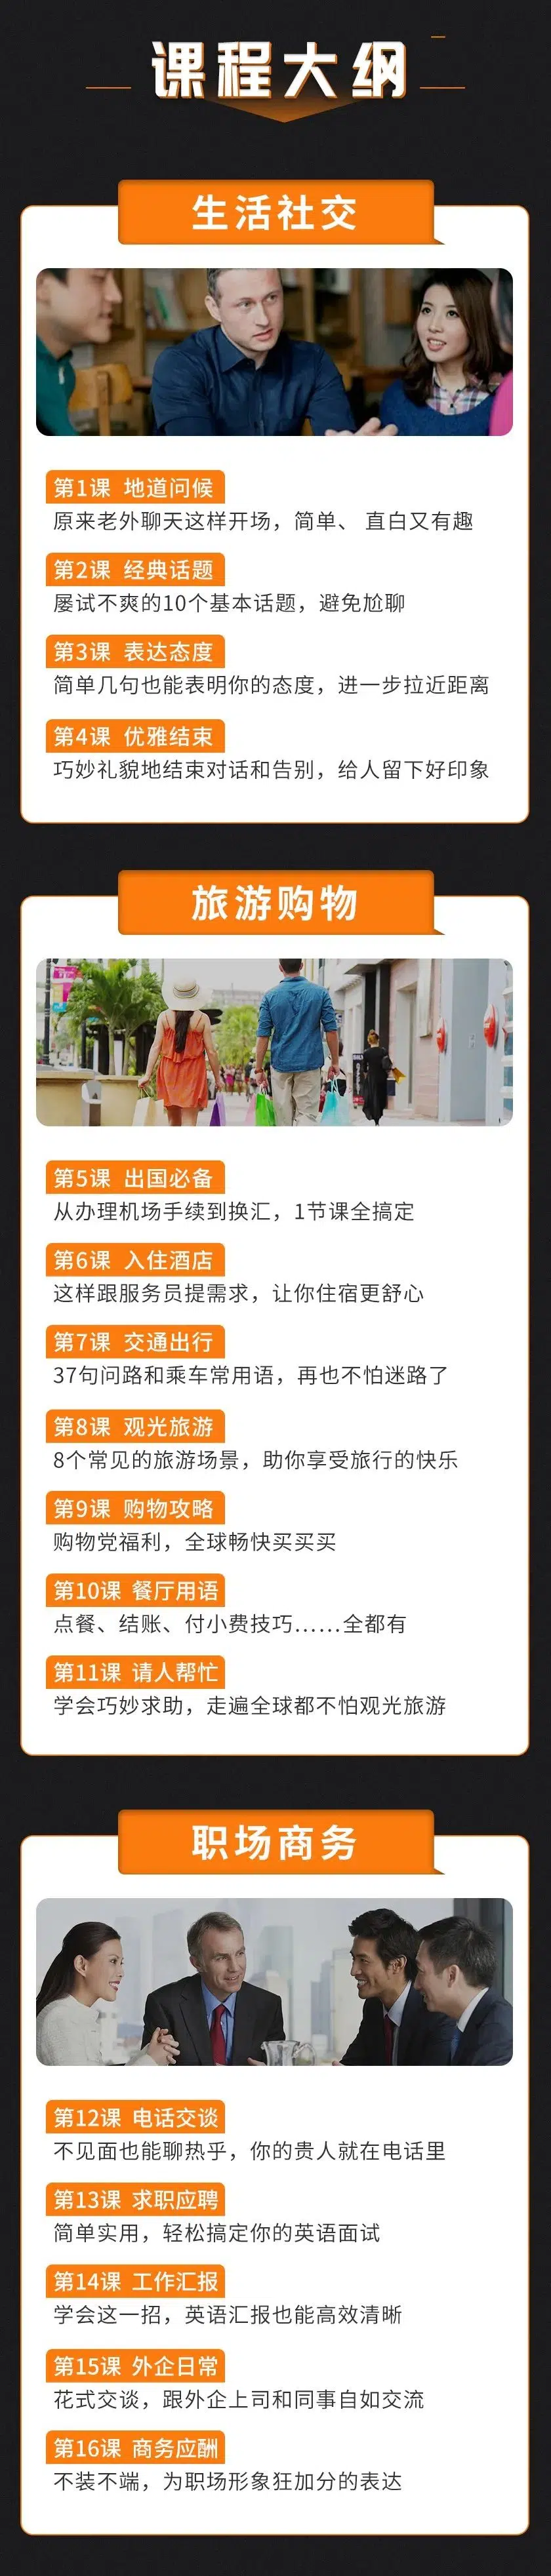 课程大纲
生活社交
第1课 地道问候
原来老外聊天这样开场，简单、 直白又有趣
第2课 经典话题
屡试不爽的10个基本话题，避免尬聊
第3课 表达态度
简单几句也能表明你的态度，进一步拉近距离
第4课 优雅结束
巧妙礼貌地结束对话和告别，给人留下好印象
旅游购物
第5课 出国必备
从办理机场手续到换汇，1节课全搞定
第6课 入住酒店
这样跟服务员提需求，让你住宿更舒心
第7课 交通出行
37句问路和乘车常用语，再也不怕迷路了
第8课 观光旅游
8个常见的旅游场景，助你享受旅行的快乐
第9课 购物攻略
购物党福利，全球畅快买买买
第10课 餐厅用语
点餐、结账、付小费技巧……全都有
第11课 请人帮忙
学会巧妙求助，走遍全球都不怕观光旅游
职场商务
第12课 电话交谈
不见面也能聊热乎，你的贵人就在电话里
第13课 求职应聘
简单实用，轻松搞定你的英语面试
第14课 工作汇报
学会这一招，英语汇报也能高效清晰
第15课 外企日常
花式交谈，跟外企上司和同事自如交流
第16课 商务应酬
不装不端，为职场形象狂加分的表达